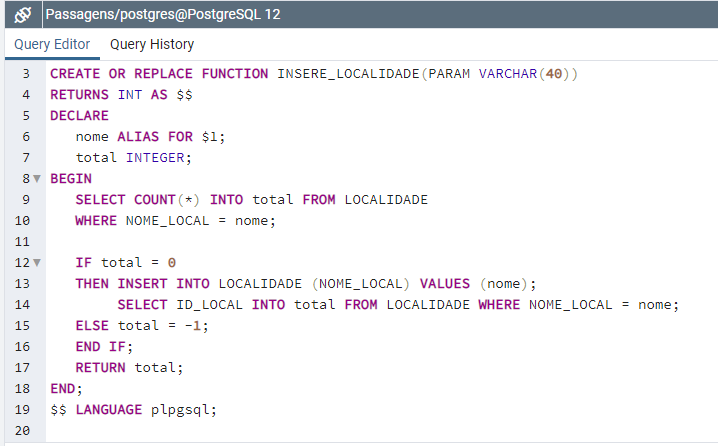 Passagens/postgres@PostgreSQL 12
Query Editor Query History
3 CREATE OR REPLACE FUNCTION INSERE_LOCALIDADE(PARAM VARCHAR(40))
4 RETURNS INT AS $$
5 DECLARE
6 nome ALIAS FOR $1;
7 total INTEGER;
8 BEGIN
9 SELECT COUNT(*) INTO total FROM LOCALIDADE
10 WHERE NOME_LOCAL = nome;
11
12 IF total = 0
13 THEN INSERT INTO LOCALIDADE (NOME_LOCAL) VALUES (nome);
14 SELECT ID_LOCAL INTO total FROM LOCALIDADE WHERE NOME_LOCAL = nome;
15 ELSE total = -1;
16 END IF;
17 RETURN total;
18 END;
19 $$ LANGUAGE plpgsql;
20